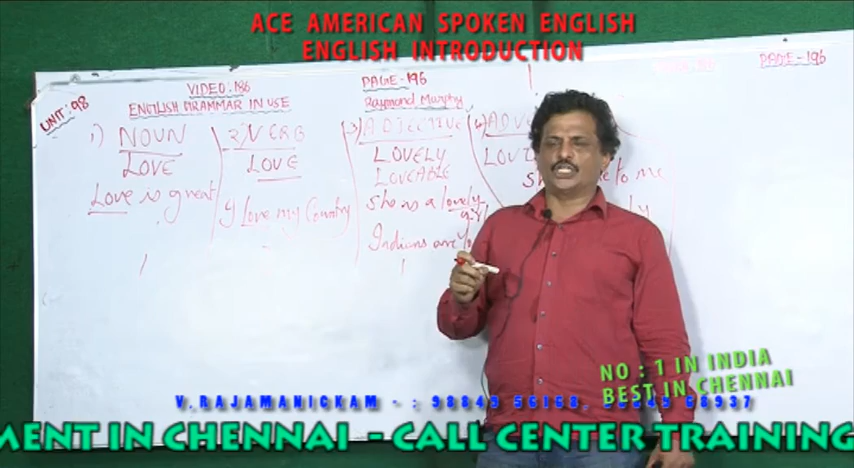 ACE AMERICAN SPOKEN ENGLISH
ENGLISH INTRODUCTION
UNIT: 98
VIDEO: 186
ENGLISH GRAMMAR IN USE
PAGE - 196
Raymond Murphy
PAGE - 196
1) NOUN
LOVE
Love is great
2) VERB
LOVE
I Love my Country
3) ADJECTIVE
LOVELY
LOVEABLE
She is a lovely
girl
Indians are
4) ADVE
to me
NO : 1 IN INDIA
BEST IN CHENNAI
V.RAJAMANICKAM - : 98849
MENT IN CHENNAI - CALL CENTER TRAINING